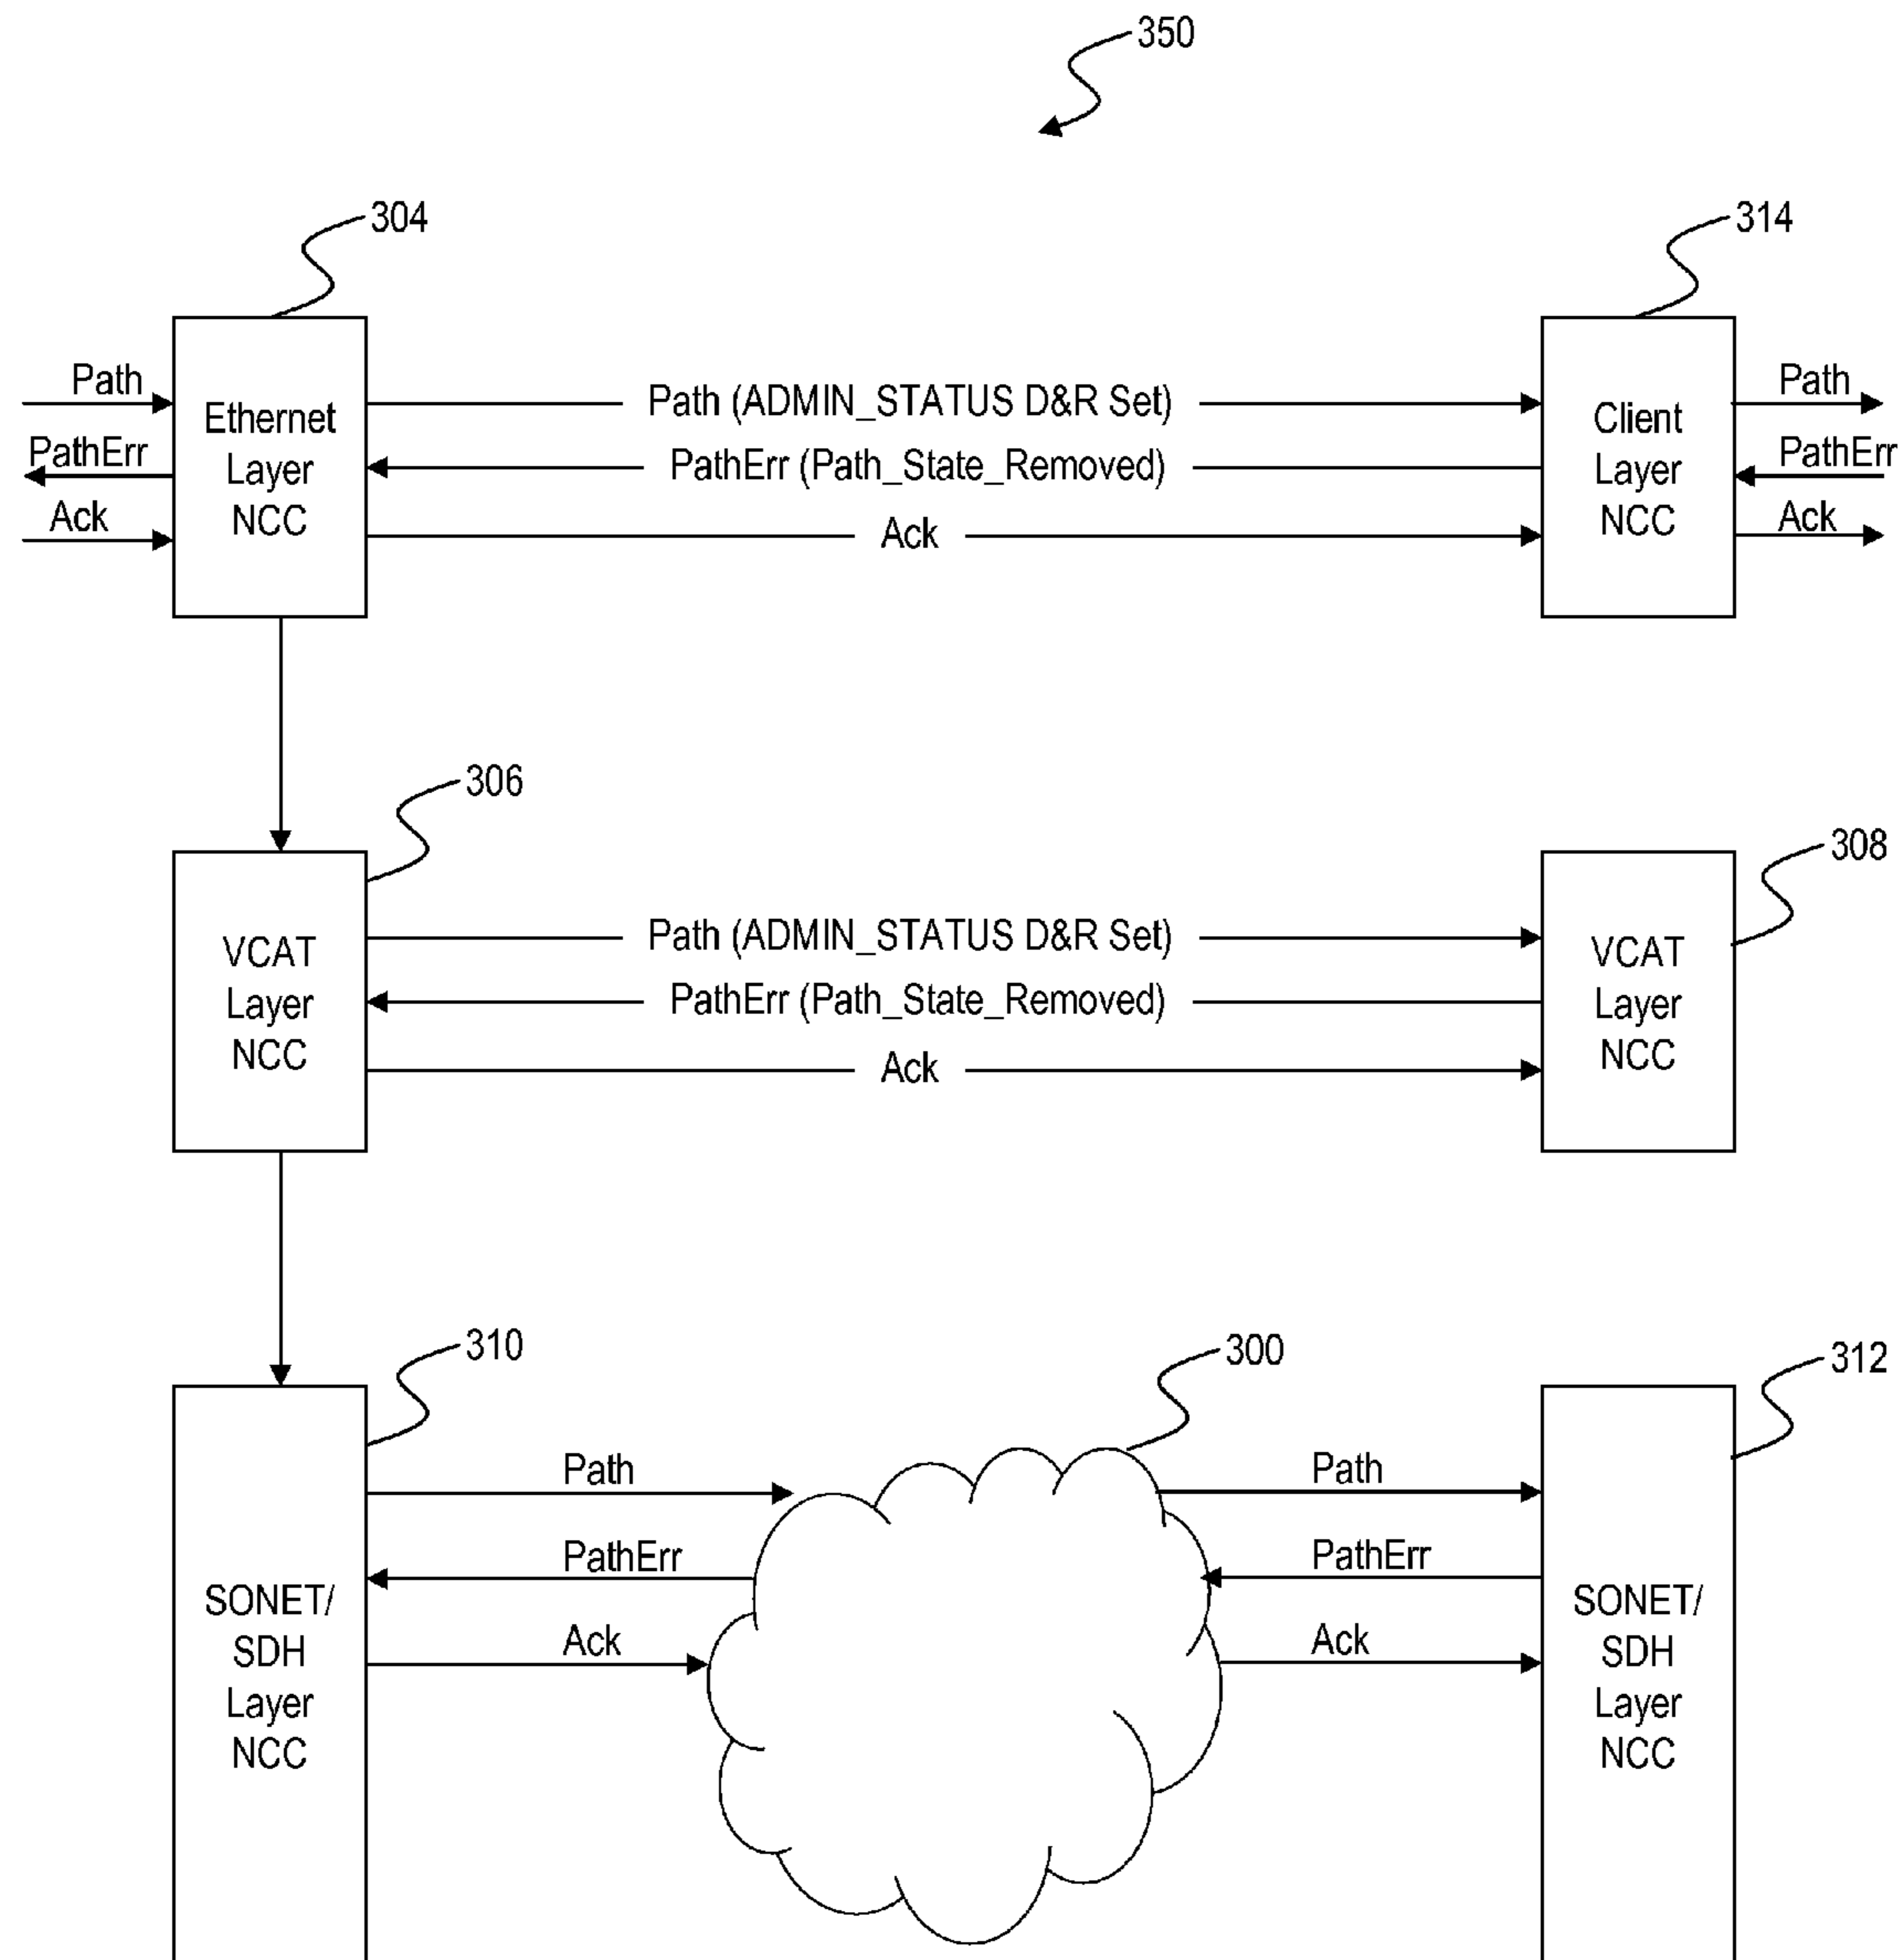 350
304
314
Path
PathErr
Ack
Ethernet
Layer
NCC
Path (ADMIN_STATUS D&R Set)
PathErr (Path_State_Removed)
Ack
Client
Layer
NCC
Path
PathErr
Ack
306
308
VCAT
Layer
NCC
Path (ADMIN_STATUS D&R Set)
PathErr (Path_State_Removed)
Ack
VCAT
Layer
NCC
310
300
312
SONET/
SDH
Layer
NCC
Path
PathErr
Ack
Path
PathErr
Ack
SONET/
SDH
Layer
NCC